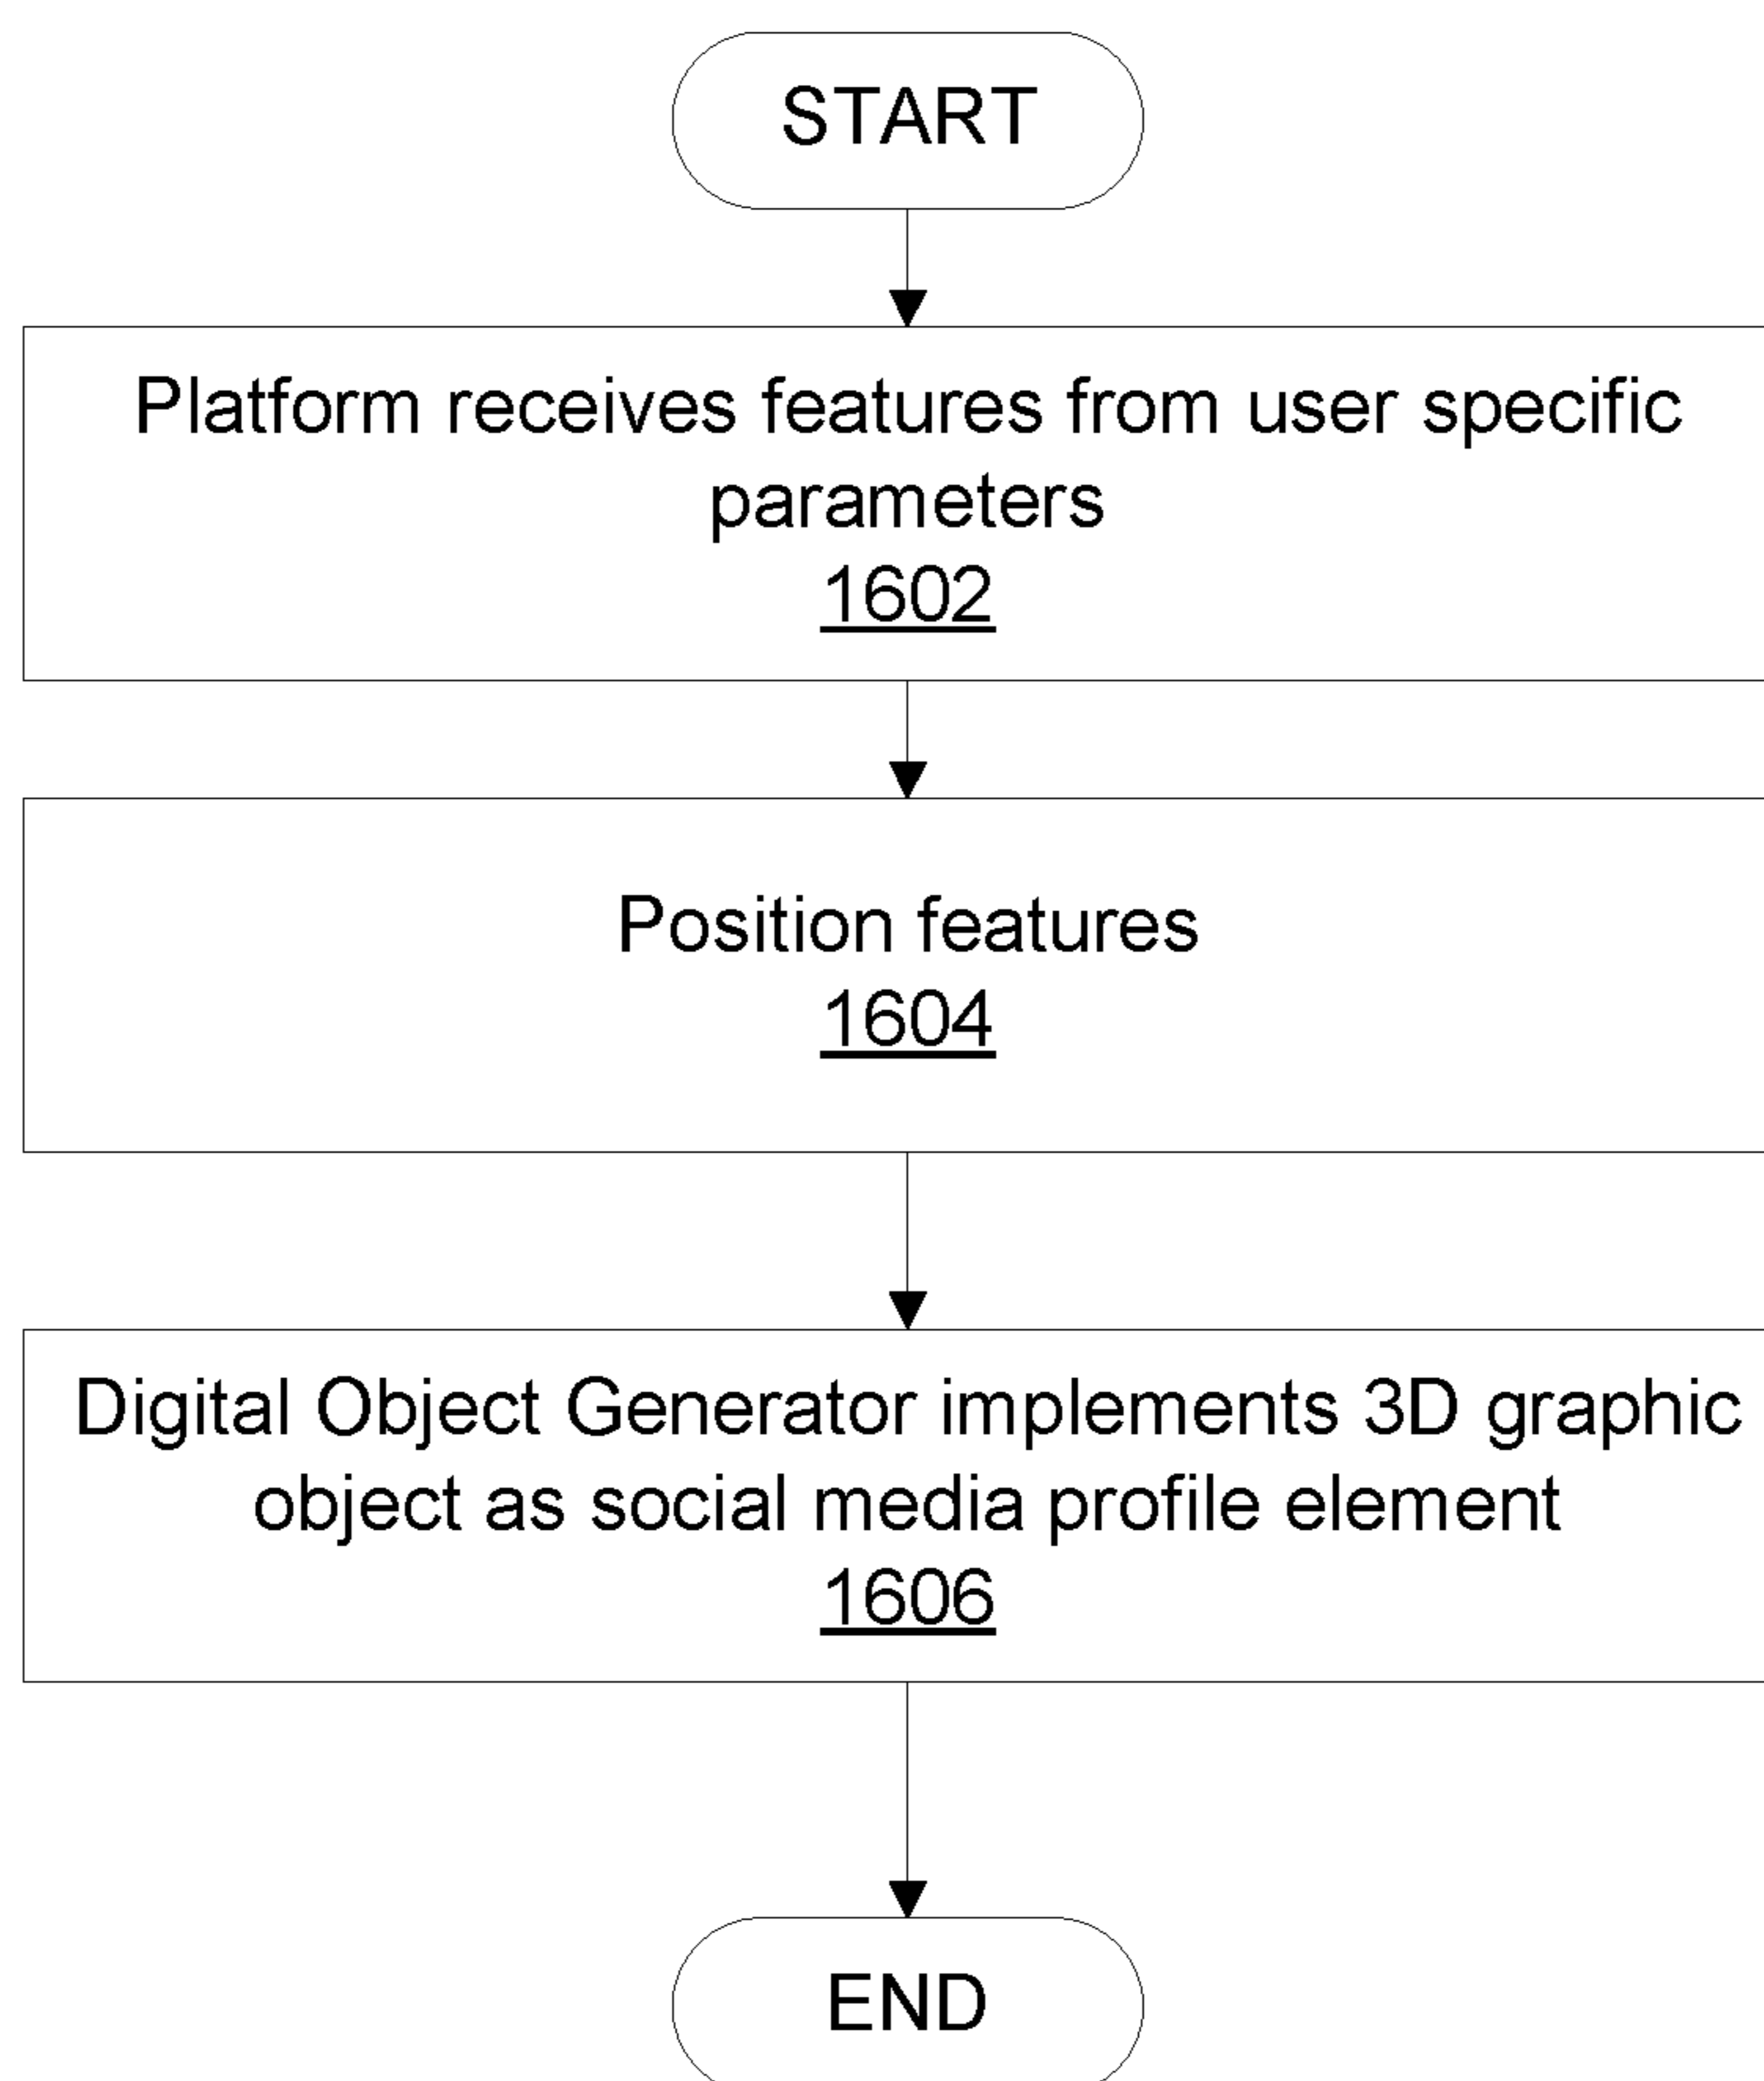 START
Platform receives features from user specific
parameters
1602
Position features
1604
Digital Object Generator implements 3D graphic
object as social media profile element
1606
END